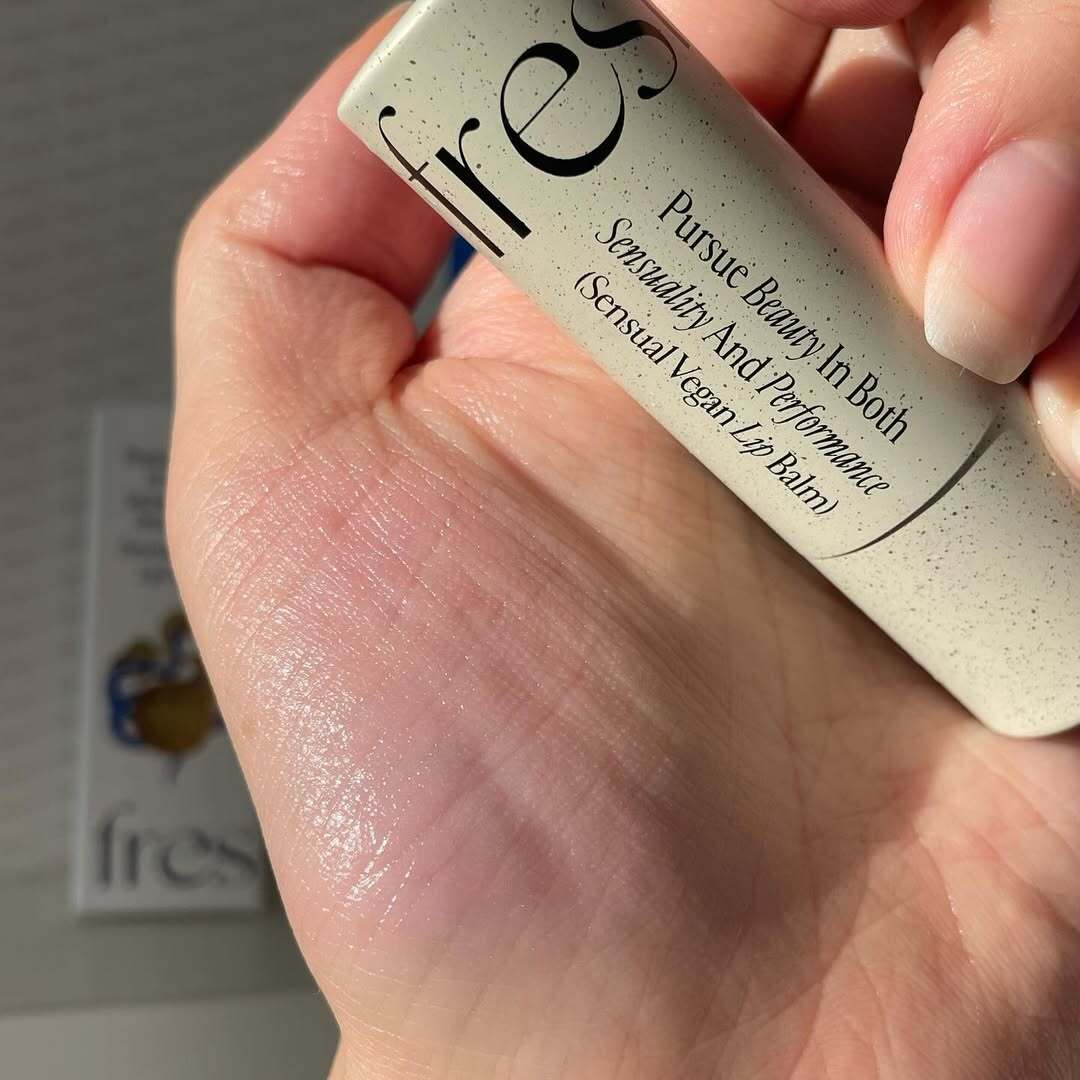 fres
Pursue Beauty In Both
Sensuality And Performance
(Sensual Vegan Lip Balm)
fres